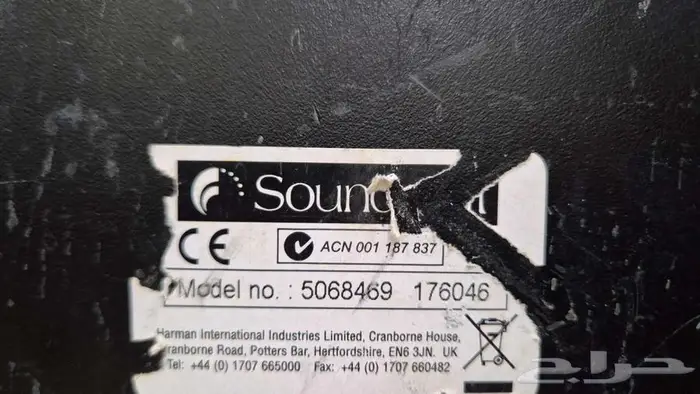 Soun
CE
ACN 001 187 837
Model no. : 5068469 176046
Harman International Industries Limited, Cranborne House,
ranborne Road, Potters Bar, Hertfordshire, EN6 3JN. UK
Tel: +44 (0) 1707 665000 Fax: +44 (0) 1707 660482
حراج